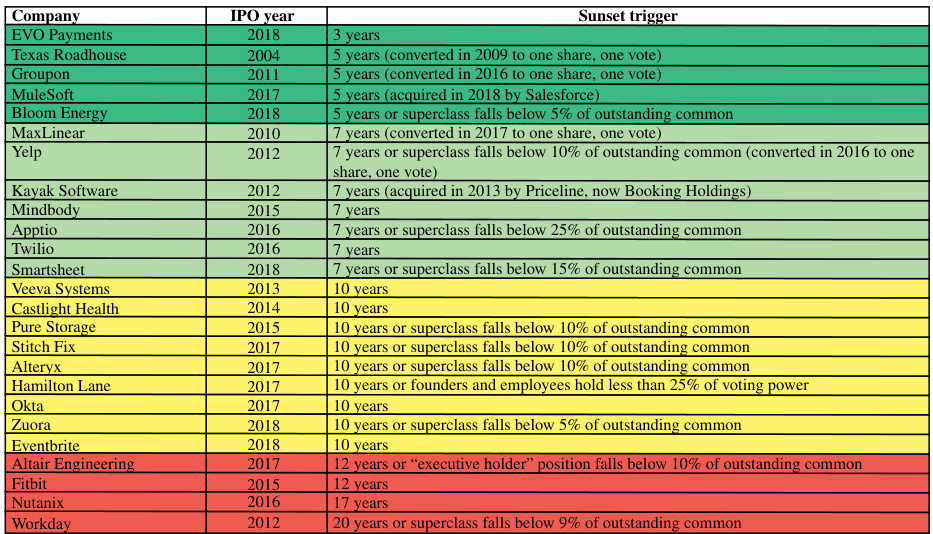 Company IPO year Sunset trigger
EVO Payments 2018 3 years
Texas Roadhouse 2004 5 years (converted in 2009 to one share, one vote)
Groupon 2011 5 years (converted in 2016 to one share, one vote)
MuleSoft 2017 5 years (acquired in 2018 by Salesforce)
Bloom Energy 2018 5 years or superclass falls below 5% of outstanding common
MaxLinear 2010 7 years (converted in 2017 to one share, one vote)
Yelp 2012 7 years or superclass falls below 10% of outstanding common (converted in 2016 to one
share, one vote)
Kayak Software 2012 7 years (acquired in 2013 by Priceline, now Booking Holdings)
Mindbody 2015 7 years
Apptio 2016 7 years or superclass falls below 25% of outstanding common
Twilio 2016 7 years
Smartsheet 2018 7 years or superclass falls below 15% of outstanding common
Veeva Systems 2013 10 years
Castlight Health 2014 10 years
Pure Storage 2015 10 years or superclass falls below 10% of outstanding common
Stitch Fix 2017 10 years or superclass falls below 10% of outstanding common
Alteryx 2017 10 years or superclass falls below 10% of outstanding common
Hamilton Lane 2017 10 years or founders and employees hold less than 25% of voting power
Okta 2017 10 years
Zuora 2018 10 years or superclass falls below 5% of outstanding common
Eventbrite 2018 10 years
Altair Engineering 2017 12 years or “executive holder” position falls below 10% of outstanding common
Fitbit 2015 12 years
Nutanix 2016 17 years
Workday 2012 20 years or superclass falls below 9% of outstanding common